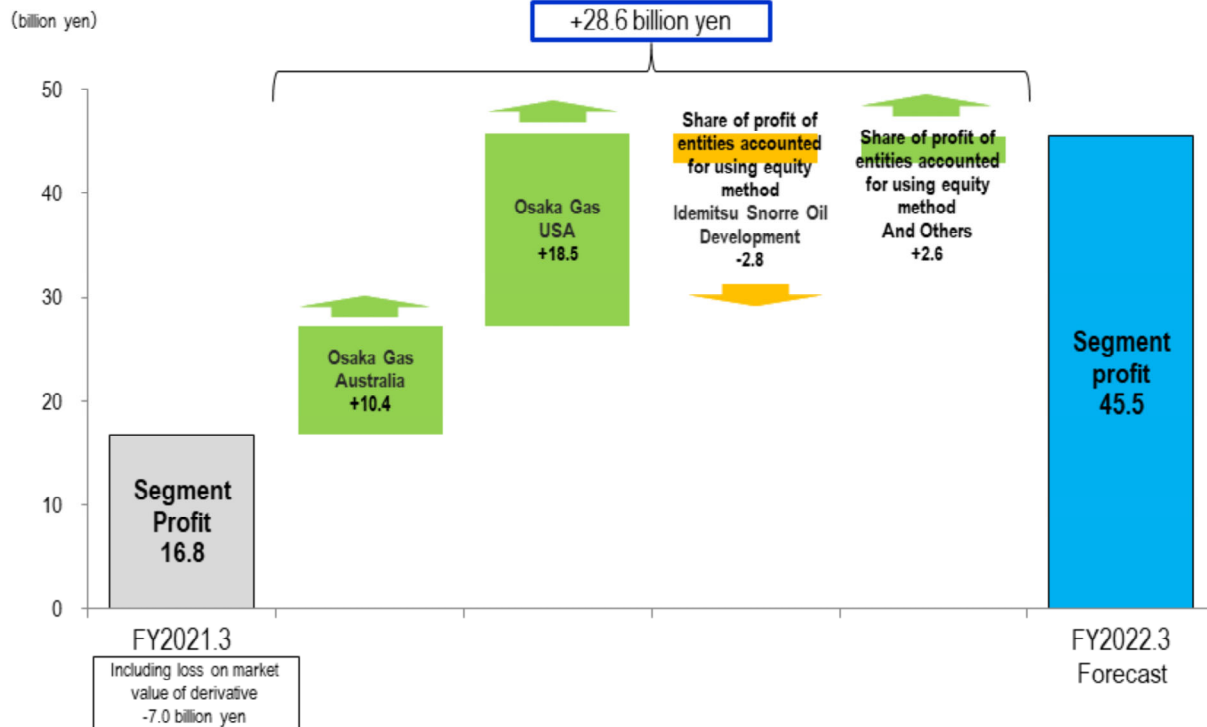 (billion yen)
+28.6 billion yen
50
40
30
20
10
0
Segment
Profit
16.8
Osaka Gas
Australia
+10.4
Osaka Gas
USA
+18.5
Share of profit of
entities accounted
for using equity
method
Idemitsu Snorre Oil
Development
-2.8
Share of profit of
entities accounted
for using equity
method
And Others
+2.6
Segment
profit
45.5
FY2021.3
Including loss on market
value of derivative
-7.0 billion yen
FY2022.3
Forecast